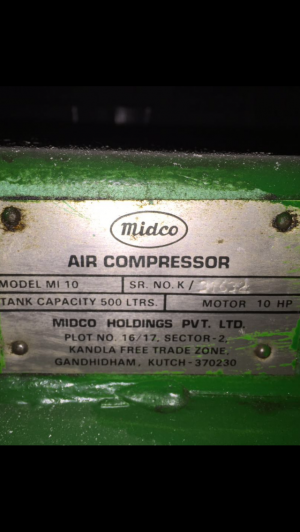 midco
AIR COMPRESSOR
MODEL MI 10 SR. NO. K /
TANK CAPACITY 500 LTRS. MOTOR 10 HP
MIDCO HOLDINGS PVT. LTD.
PLOT NO. 16/17, SECTOR-2,
KANDLA FREE TRADE ZONE,
GANDHIDHAM, KUTCH-370230